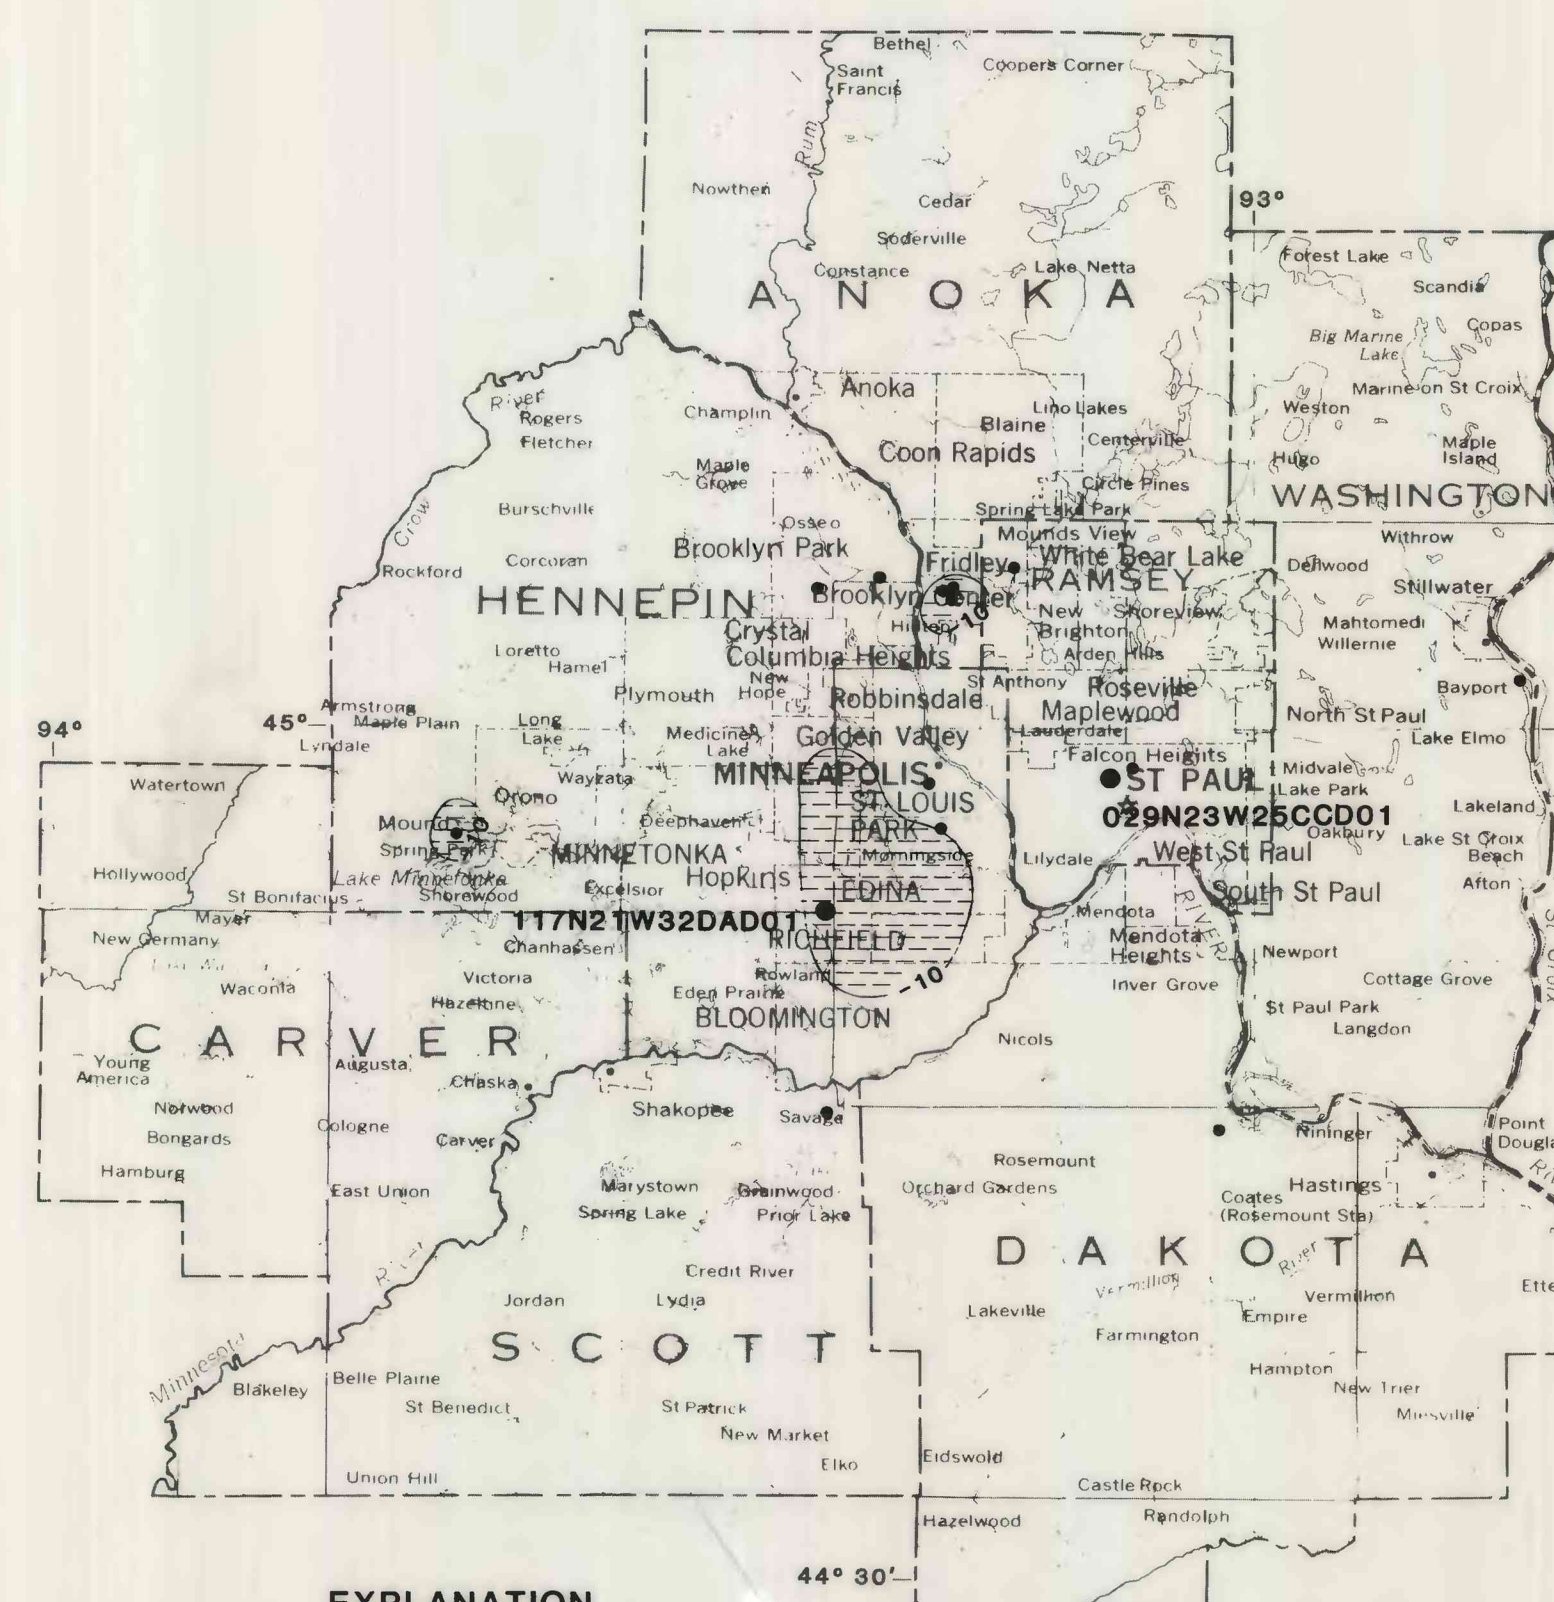 Bethel
Coopers Corner
Saint
Francis
Rum
Nowthen
Cedar
93°
Soderville
Constance
Lake Netta
Forest Lake
Scandia
ANOKA
Copas
Big Marine
Lake
River
Anoka
Marine on St Croix
Rogers
Champlin
Lino Lakes
Weston
Fletcher
Blaine
Centerville
Coon Rapids
Maple
Island
Hugo
Maple
Grove
Circle Pines
WASHINGTON
Burschville
Spring Lake Park
Crow
Osseo
Mounds View
Withrow
Brooklyn Park
White Bear Lake
Corcoran
Fridley
Dellwood
Rockford
RAMSEY
Stillwater
HENNEPIN
Brooklyn Center
New
Brighton
Shoreview
Hilltop
-10
Mahtomedi
Crystal
Willernie
Loretto
Columbia Heights
Arden Hills
Hamel
New
Hope
St Anthony
Roseville
Bayport
Plymouth
Robbinsdale
Maplewood
Armstrong
North St Paul
94°
45°
Maple Plain
Long
Lake
Medicine
Lake
Golden Valley
Lauderdale
Lake Elmo
Lyndale
Falcon Heights
Wayzata
MINNEAPOLIS
ST PAUL
Midvale
Watertown
Lake Park
Orono
ST. LOUIS
PARK
Lakeland
029N23W25CCD01
Mound
Deephaven
Oakbury
Lake St Croix
Beach
Spring Park
MINNETONKA
Morningside
Lilydale
West St Paul
Hollywood
Lake Minnetonka
Hopkins
Afton
St Bonifacius
Shorewood
Excelsior
EDINA
South St Paul
Mayer
117N21W32DAD01
Mendota
RIVER
New Germany
Chanhassen
RICHFIELD
Mendota
Heights
Newport
Victoria
Rowland
-10
Cottage Grove
Waconia
Eden Prairie
Inver Grove
Hazeltine
St Paul Park
BLOOMINGTON
Langdon
CARVER
Nicols
Young
America
Augusta
Chaska
Norwood
Shakopee
Savage
Cologne
Point
Dougla
Bongards
Carver
Nininger
Hamburg
Rosemount
East Union
Marystown
Grainwood
Orchard Gardens
Hastings
Coates
(Rosemount Sta)
Spring Lake
Prior Lake
DAKOTA
River
Credit River
Vermillion
Ette
Jordan
Lydia
Vermillion
Lakeville
Empire
SCOTT
Farmington
Minnesota
Hampton
Blakeley
Belle Plaine
New Trier
St Benedict
St Patrick
Miesville
New Market
Eidswold
Elko
Union Hill
Castle Rock
Hazelwood
Randolph
44° 30'
EXPLANATION